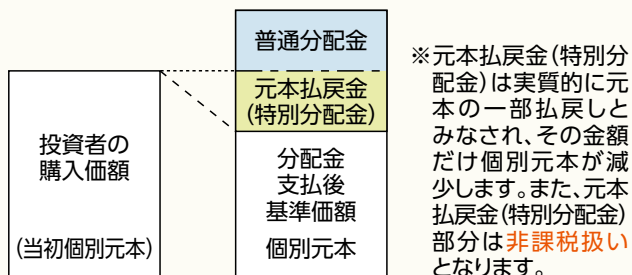 普通分配金
元本払戻金
(特別分配金)
投資者の
購入価額
(当初個別元本)
分配金
支払後
基準価額
個別元本
※元本払戻金(特別分
配金)は実質的に元
本の一部払戻しと
みなされ、その金額
だけ個別元本が減
少します。また、元本
払戻金(特別分配金)
部分は非課税扱い
となります。